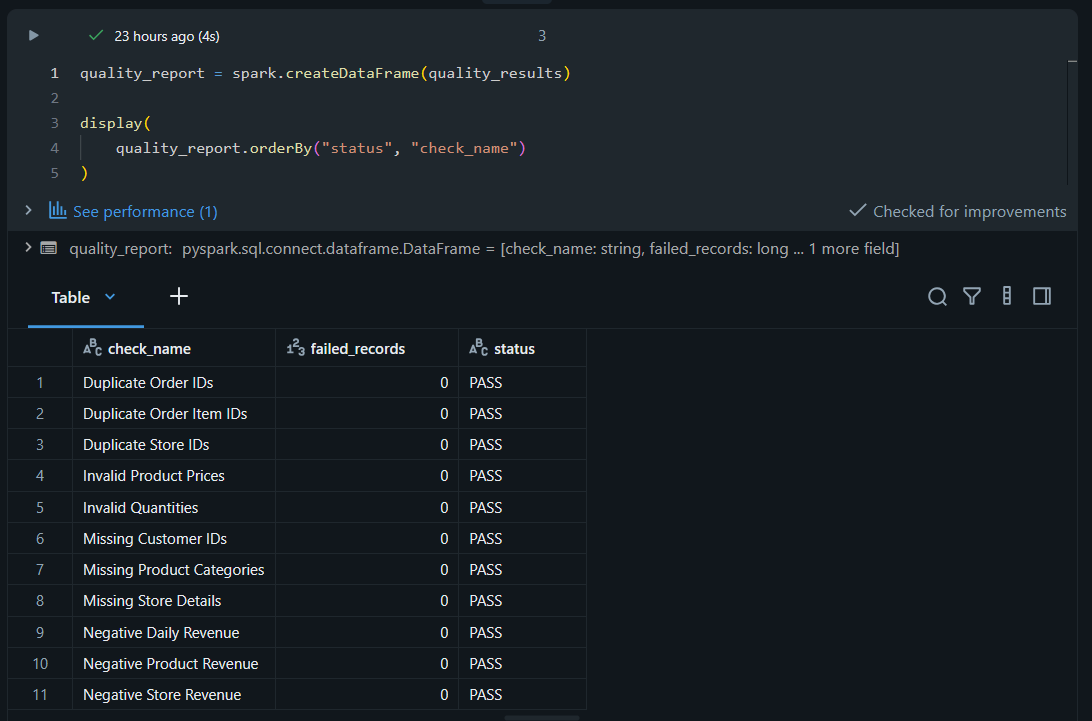 23 hours ago (4s)
3
1 quality_report = spark.createDataFrame(quality_results)
2
3 display(
4 quality_report.orderBy("status", "check_name")
5 )
See performance (1)
Checked for improvements
quality_report: pyspark.sql.connect.dataframe.DataFrame = [check_name: string, failed_records: long ... 1 more field]
Table
ABC check_name 123 failed_records ABC status
1 Duplicate Order IDs 0 PASS
2 Duplicate Order Item IDs 0 PASS
3 Duplicate Store IDs 0 PASS
4 Invalid Product Prices 0 PASS
5 Invalid Quantities 0 PASS
6 Missing Customer IDs 0 PASS
7 Missing Product Categories 0 PASS
8 Missing Store Details 0 PASS
9 Negative Daily Revenue 0 PASS
10 Negative Product Revenue 0 PASS
11 Negative Store Revenue 0 PASS